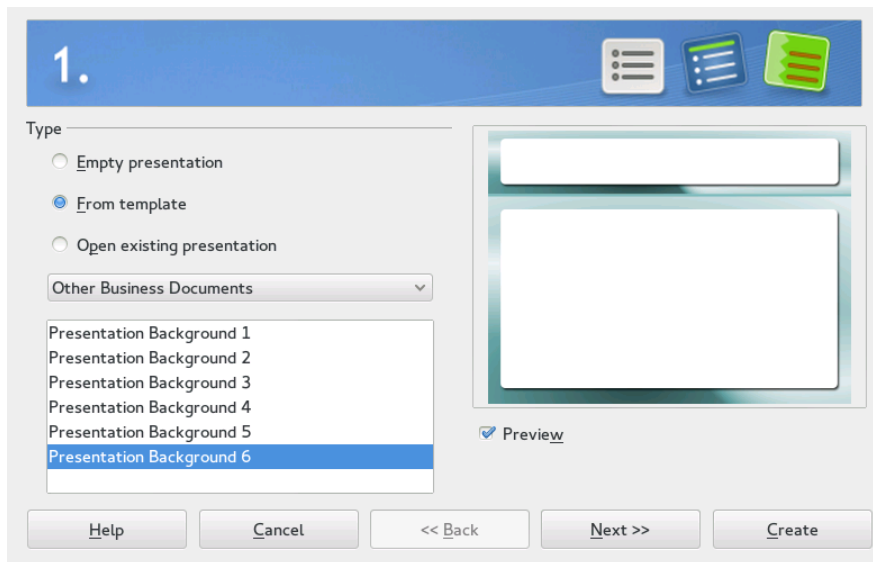 1.
Type
Empty presentation
From template
Open existing presentation
Other Business Documents
Presentation Background 1
Presentation Background 2
Presentation Background 3
Presentation Background 4
Presentation Background 5
Presentation Background 6
Preview
Help Cancel << Back Next >> Create